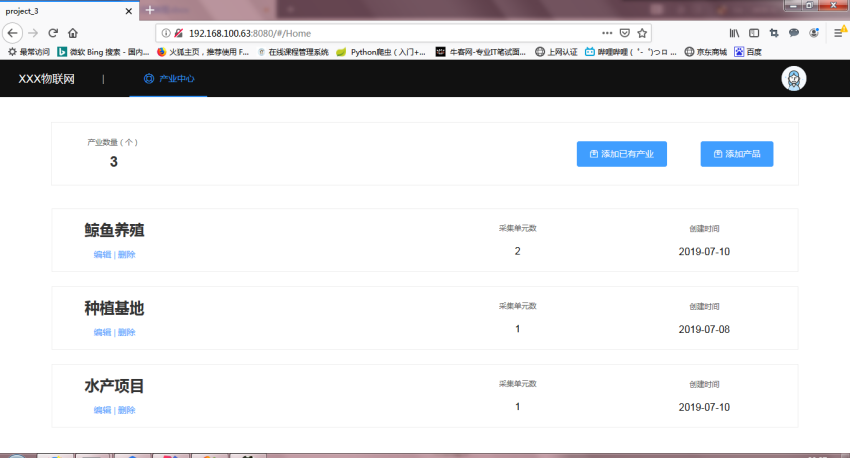 project_3
192.168.100.63:8080/#/Home
最常访问 微软 Bing 搜索 - 国内... 火狐主页，推荐使用 F... 在线课程管理系统 Python爬虫（入门+... 牛客网-专业IT笔试面... 上网认证 哔哩哔哩 ( ゜- ゜)つロ ... 京东商城 百度
XXX物联网 | 产业中心
产业数量（个）
3
添加已有产业 添加产品
鲸鱼养殖 采集单元数 创建时间
编辑 | 删除 2 2019-07-10
种植基地 采集单元数 创建时间
编辑 | 删除 1 2019-07-08
水产项目 采集单元数 创建时间
编辑 | 删除 1 2019-07-10